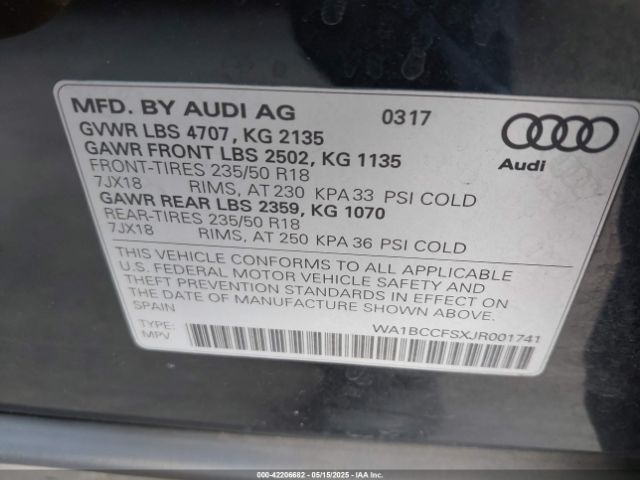 MFD. BY AUDI AG 0317
GVWR LBS 4707, KG 2135
GAWR FRONT LBS 2502, KG 1135
FRONT-TIRES 235/50 R18
7JX18 RIMS, AT 230 KPA 33 PSI COLD
GAWR REAR LBS 2359, KG 1070
REAR-TIRES 235/50 R18
7JX18 RIMS, AT 250 KPA 36 PSI COLD
Audi
THIS VEHICLE CONFORMS TO ALL APPLICABLE
U.S. FEDERAL MOTOR VEHICLE SAFETY AND
THEFT PREVENTION STANDARDS IN EFFECT ON
THE DATE OF MANUFACTURE SHOWN ABOVE.
SPAIN
TYPE: WA1BCCFSXJR001741
MPV
000-42206682 - 05/15/2025 - IAA, Inc.